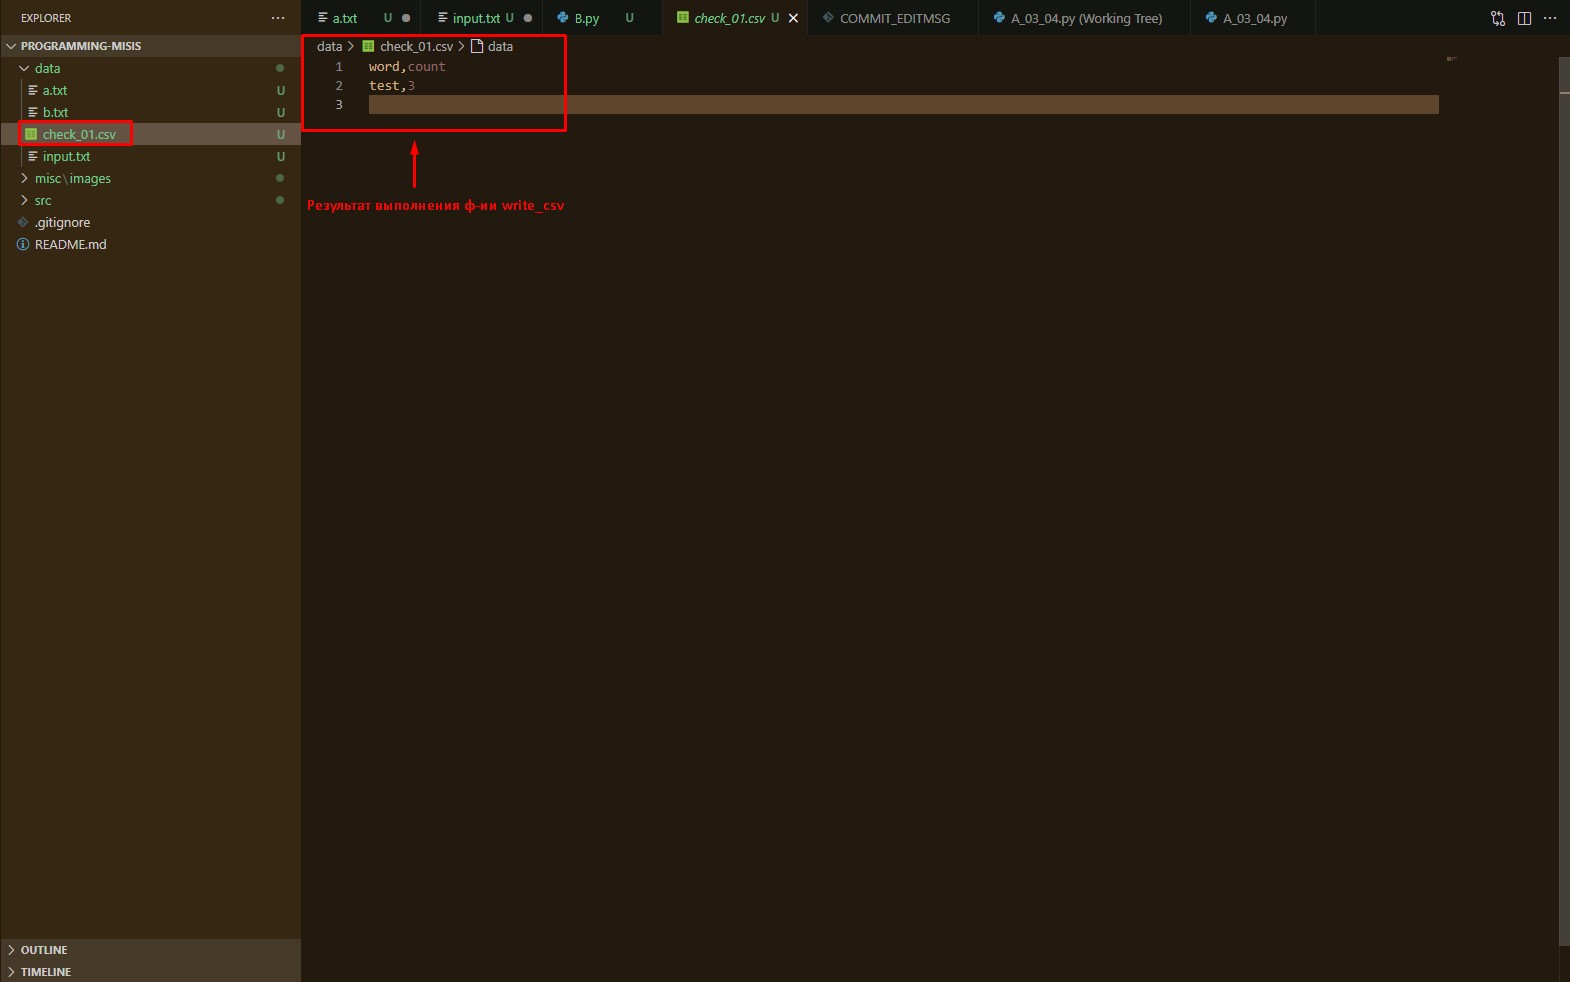 EXPLORER
PROGRAMMING-MISIS
data
a.txt U
b.txt U
check_01.csv U
input.txt U
misc\images
src
.gitignore
README.md
OUTLINE
TIMELINE
a.txt U input.txt U B.py U check_01.csv U COMMIT_EDITMSG A_03_04.py (Working Tree) A_03_04.py
data > check_01.csv > data
1 word,count
2 test,3
3
Результат выполнения ф-ии write_csv